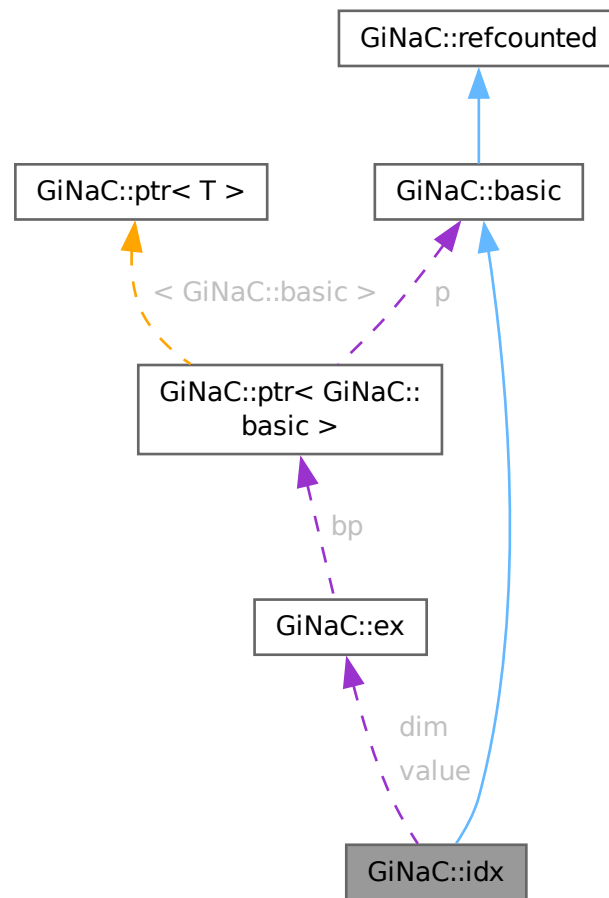 GiNaC::refcounted
GiNaC::ptr< T >
GiNaC::basic
< GiNaC::basic >
p
GiNaC::ptr< GiNaC::
basic >
bp
GiNaC::ex
dim
value
GiNaC::idx